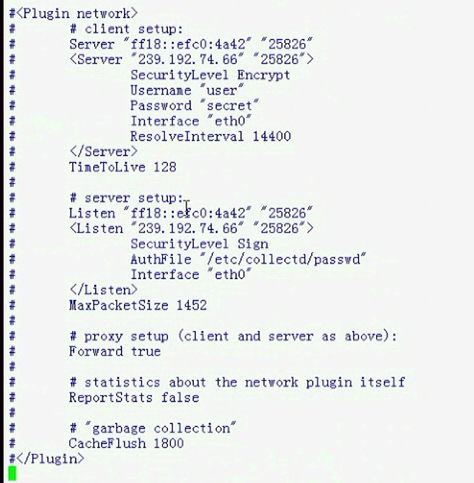 #<Plugin network>
#       # client setup:
#       Server "ff18::efc0:4a42" "25826"
#       <Server "239.192.74.66" "25826">
#               SecurityLevel Encrypt
#               Username "user"
#               Password "secret"
#               Interface "eth0"
#               ResolveInterval 14400
#       </Server>
#       TimeToLive 128
#
#       # server setup:
#       Listen "ff18::efc0:4a42" "25826"
#       <Listen "239.192.74.66" "25826">
#               SecurityLevel Sign
#               AuthFile "/etc/collectd/passwd"
#               Interface "eth0"
#       </Listen>
#       MaxPacketSize 1452
#
#       # proxy setup (client and server as above):
#       Forward true
#
#       # statistics about the network plugin itself
#       ReportStats false
#
#       # "garbage collection"
#       CacheFlush 1800
#</Plugin>